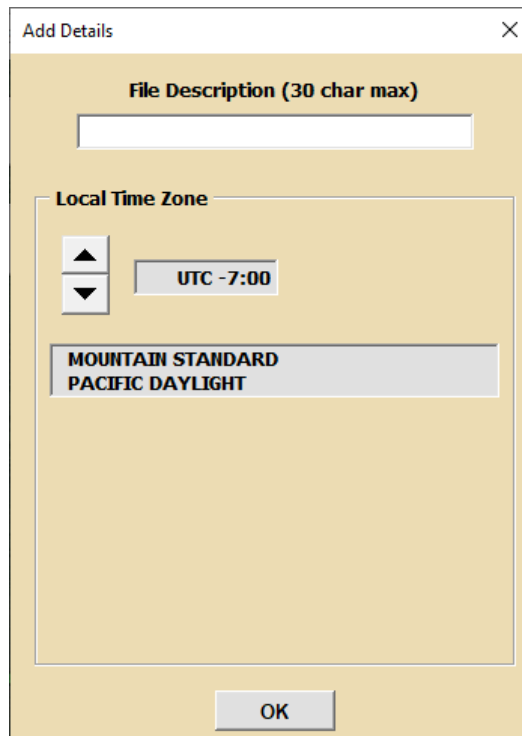 Add Details
File Description (30 char max)
Local Time Zone
UTC -7:00
MOUNTAIN STANDARD
PACIFIC DAYLIGHT
OK